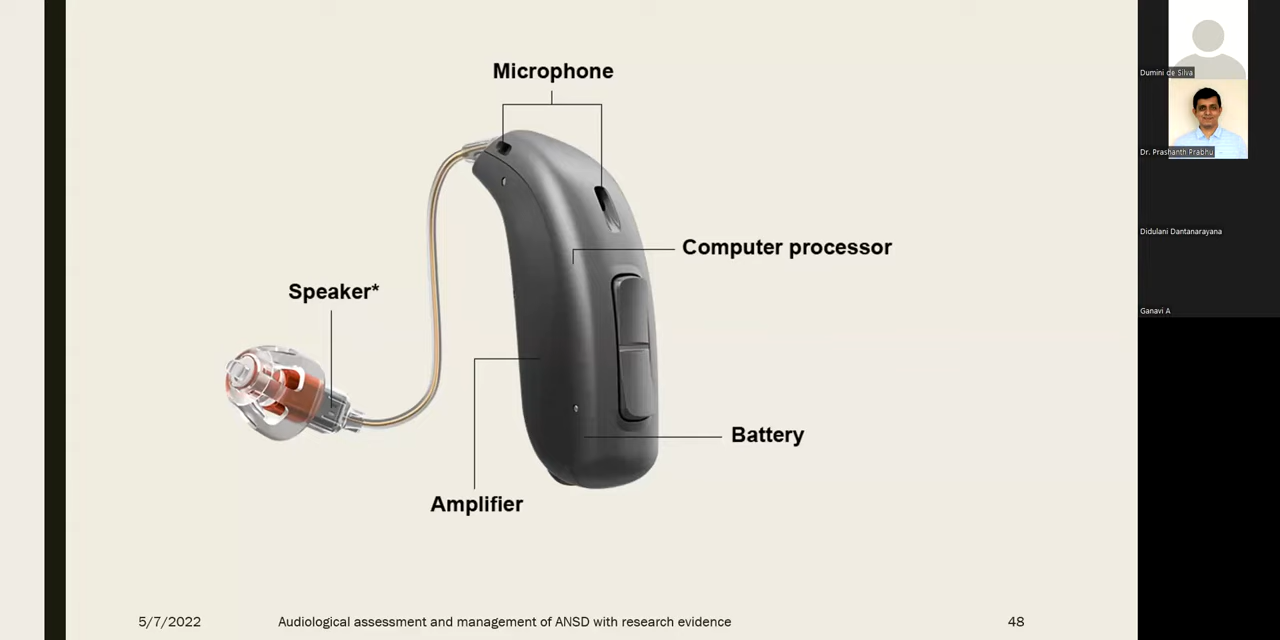 Microphone
Computer processor
Speaker*
Battery
Amplifier
5/7/2022
Audiological assessment and management of ANSD with research evidence
48
Dumini de Silva
Dr. Prashanth Prabhu
Didulani Dantanarayana
Ganavi A